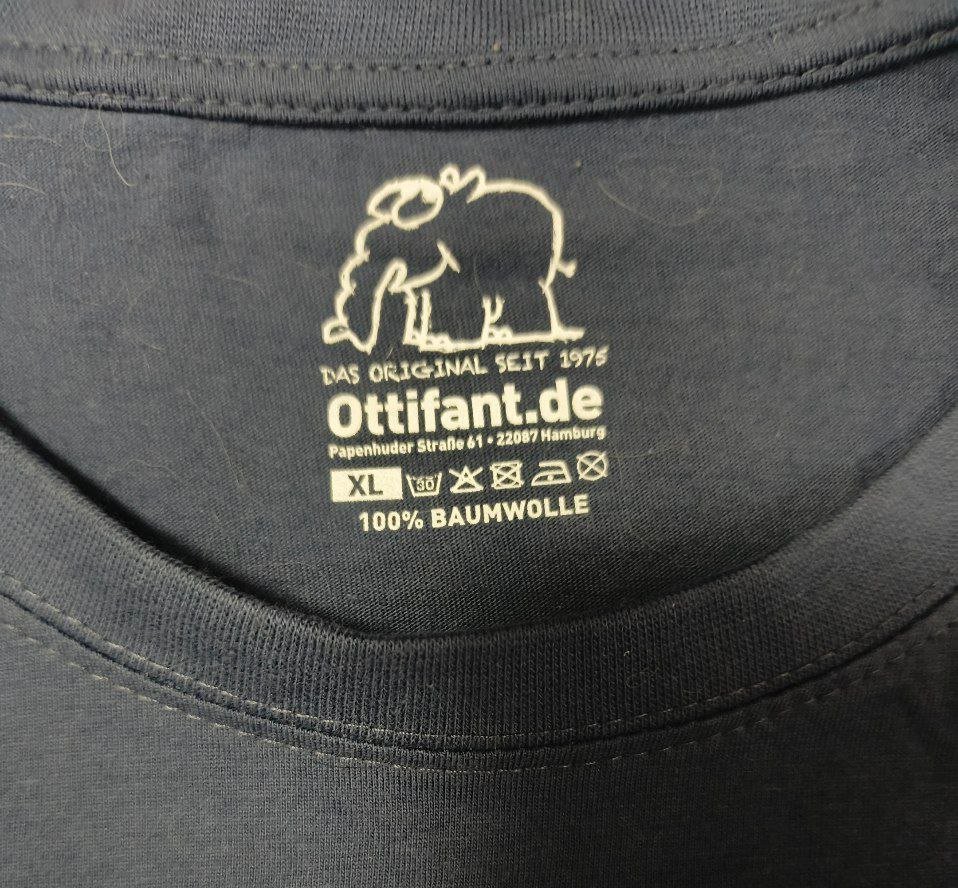 DAS ORIGINAL SEIT 1975
Ottifant.de
Papenhuder Straße 61 • 22087 Hamburg
XL 30
100% BAUMWOLLE